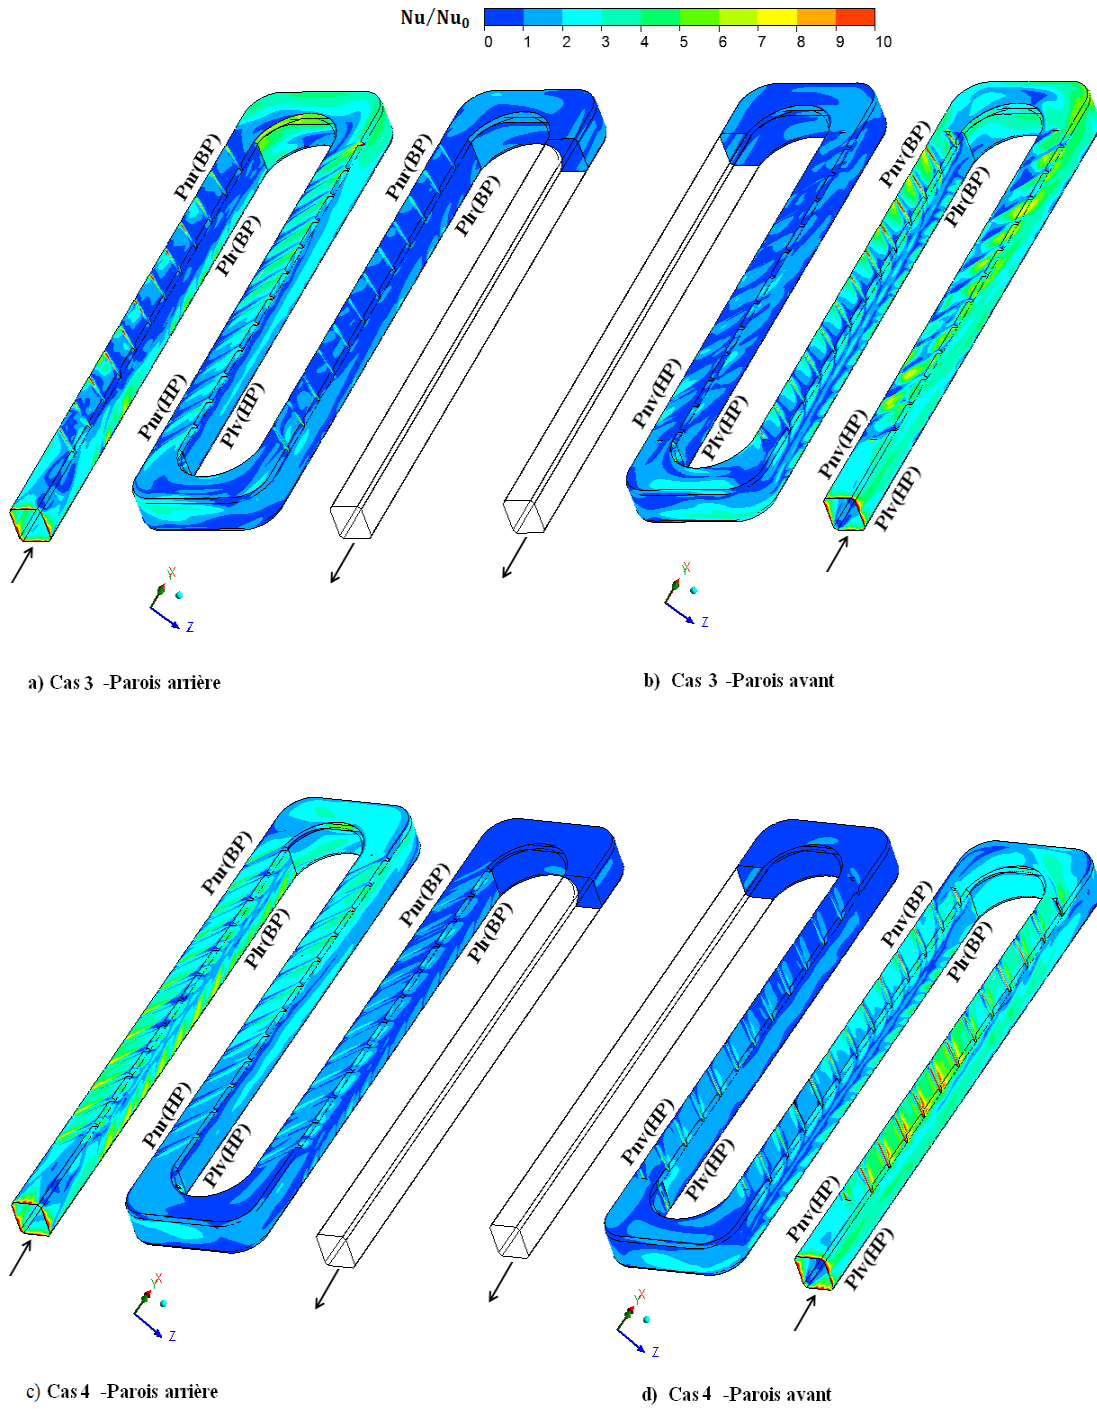 Nu/Nu0
0 1 2 3 4 5 6 7 8 9 10
Pnr(BP)
Plr(BP)
Pnr(HP)
Plv(HP)
Pnr(BP)
Plr(BP)
X
Y
Z
Pnv(HP)
Plv(HP)
Pnv(BP)
Plr(BP)
Pnv(HP)
Plv(HP)
X
Y
Z
a) Cas 3 -Parois arrière
b) Cas 3 -Parois avant
Pnr(BP)
Plr(BP)
Pnr(HP)
Plv(HP)
Pnr(BP)
Plr(BP)
X
Y
Z
Pnv(HP)
Plv(HP)
Pnv(BP)
Plr(BP)
Pnv(HP)
Plv(HP)
X
Y
Z
c) Cas 4 -Parois arrière
d) Cas 4 -Parois avant